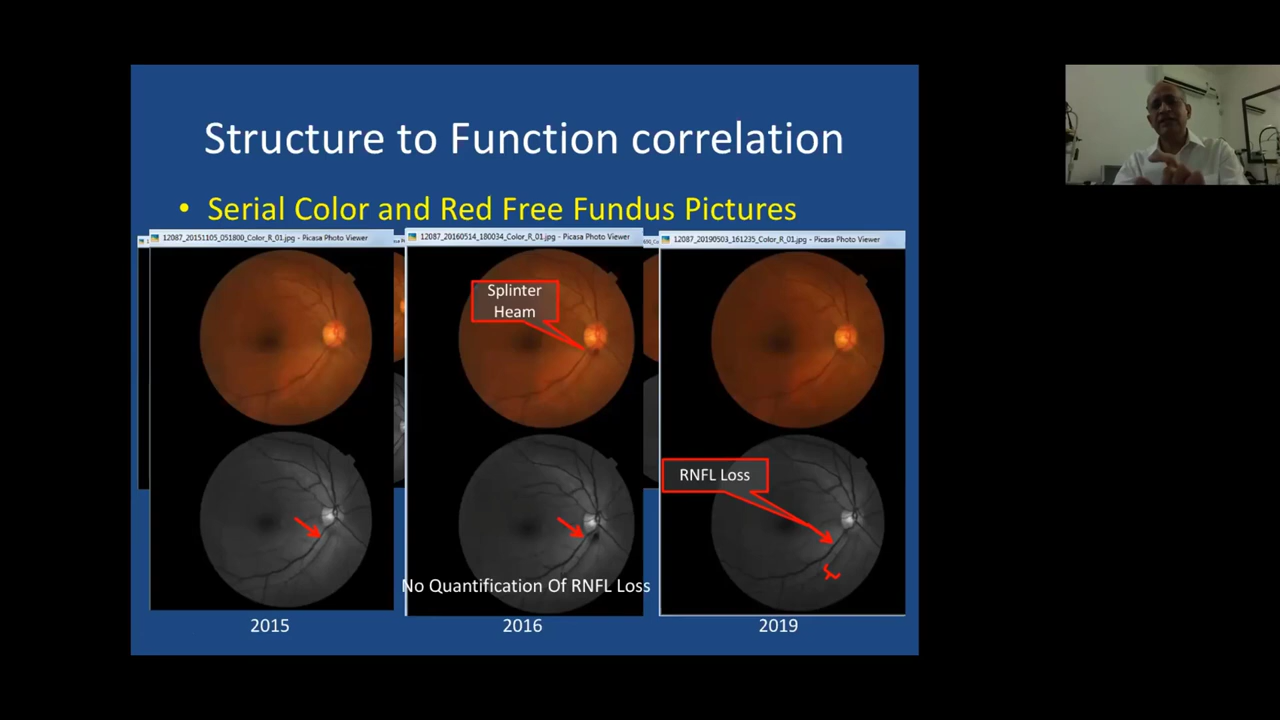 Structure to Function correlation
• Serial Color and Red Free Fundus Pictures
12087_20151105_051800_Color_R_01.jpg - Picasa Photo Viewer
12087_20160514_180034_Color_R_01.jpg - Picasa Photo Viewer
12087_20190503_161235_Color_R_01.jpg - Picasa Photo Viewer
Splinter
Heam
RNFL Loss
No Quantification Of RNFL Loss
2015
2016
2019